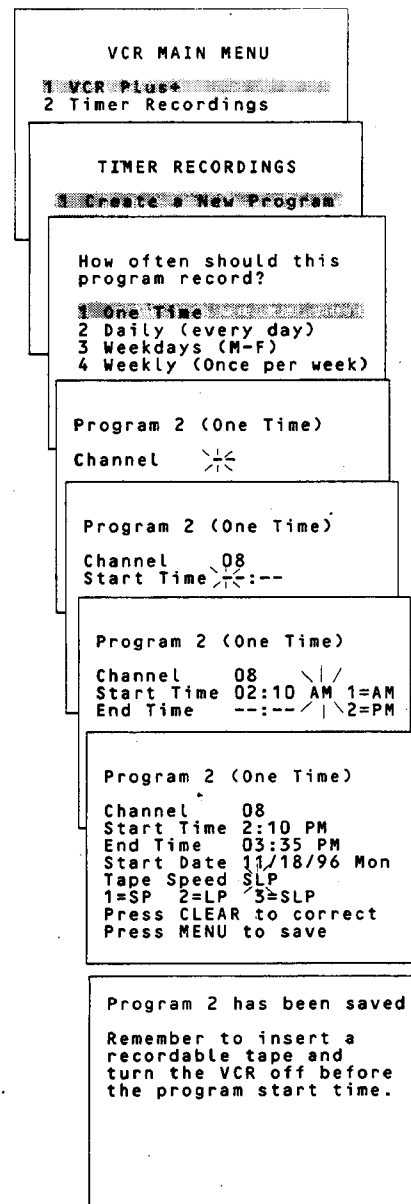 VCR MAIN MENU
1 VCR Plus+
2 Timer Recordings
TIMER RECORDINGS
1 Create a New Program
How often should this
program record?
1 One Time
2 Daily (every day)
3 Weekdays (M-F)
4 Weekly (Once per week)
Program 2 (One Time)
Channel --
Program 2 (One Time)
Channel 08
Start Time --:--
Program 2 (One Time)
Channel 08
Start Time 02:10 AM 1=AM
End Time --:-- 2=PM
Program 2 (One Time)
Channel 08
Start Time 2:10 PM
End Time 03:35 PM
Start Date 11/18/96 Mon
Tape Speed SLP
1=SP 2=LP 3=SLP
Press CLEAR to correct
Press MENU to save
Program 2 has been saved
Remember to insert a
recordable tape and
turn the VCR off before
the program start time.